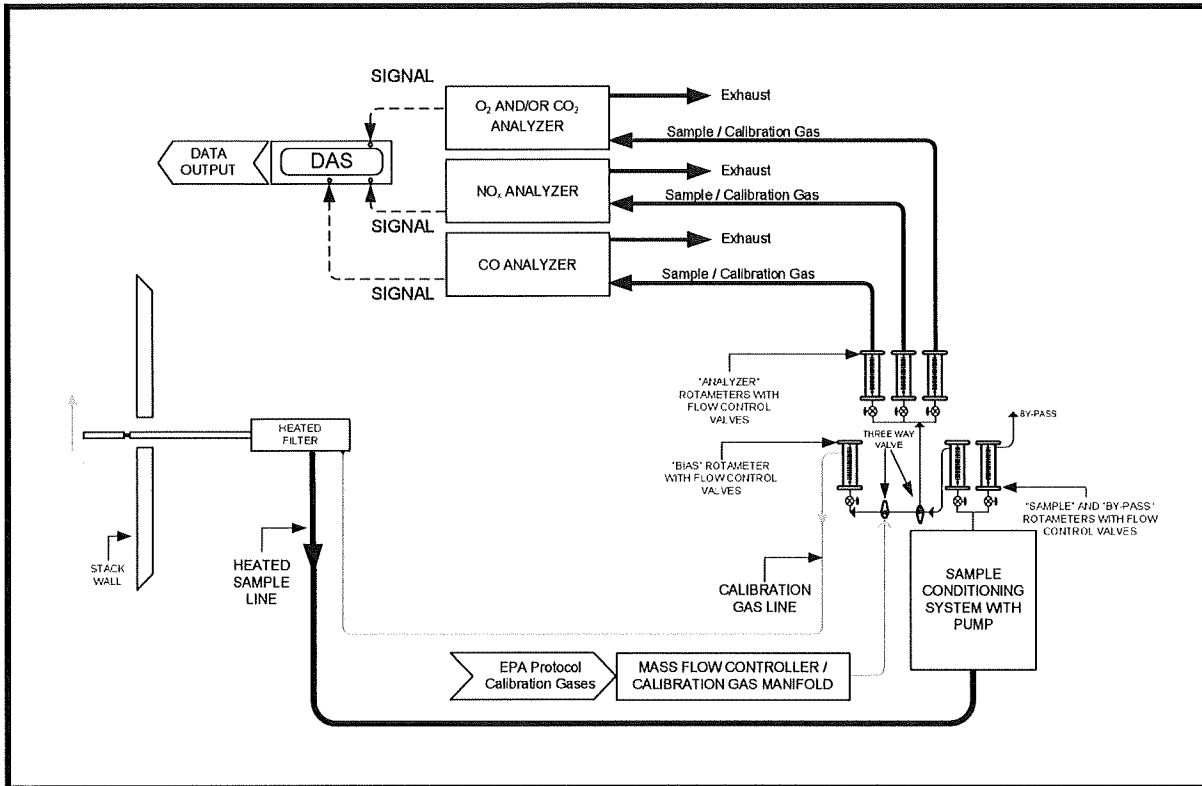 SIGNAL
O₂ AND/OR CO₂
ANALYZER
Exhaust
Sample / Calibration Gas
DATA
OUTPUT
DAS
NOₓ ANALYZER
Exhaust
Sample / Calibration Gas
SIGNAL
CO ANALYZER
Exhaust
Sample / Calibration Gas
SIGNAL
"ANALYZER"
ROTAMETERS WITH
FLOW CONTROL
VALVES
HEATED
FILTER
THREE WAY
VALVE
BY-PASS
"BIAS" ROTAMETER
WITH FLOW CONTROL
VALVES
"SAMPLE" AND "BY-PASS"
ROTAMETERS WITH FLOW
CONTROL VALVES
STACK
WALL
HEATED
SAMPLE
LINE
CALIBRATION
GAS LINE
SAMPLE
CONDITIONING
SYSTEM WITH
PUMP
EPA Protocol
Calibration Gases
MASS FLOW CONTROLLER /
CALIBRATION GAS MANIFOLD